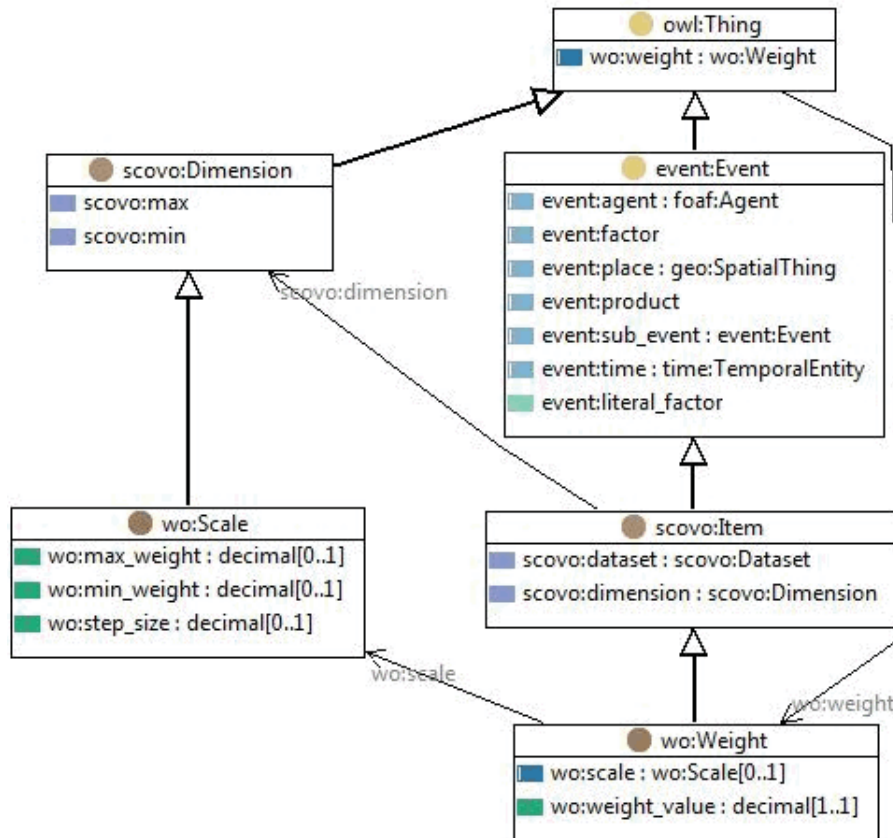 owl:Thing
wo:weight : wo:Weight
scovo:Dimension
scovo:max
scovo:min
event:Event
event:agent : foaf:Agent
event:factor
event:place : geo:SpatialThing
event:product
event:sub_event : event:Event
event:time : time:TemporalEntity
event:literal_factor
scovo:dimension
wo:Scale
wo:max_weight : decimal[0..1]
wo:min_weight : decimal[0..1]
wo:step_size : decimal[0..1]
scovo:Item
scovo:dataset : scovo:Dataset
scovo:dimension : scovo:Dimension
wo:scale
wo:weight
wo:Weight
wo:scale : wo:Scale[0..1]
wo:weight_value : decimal[1..1]